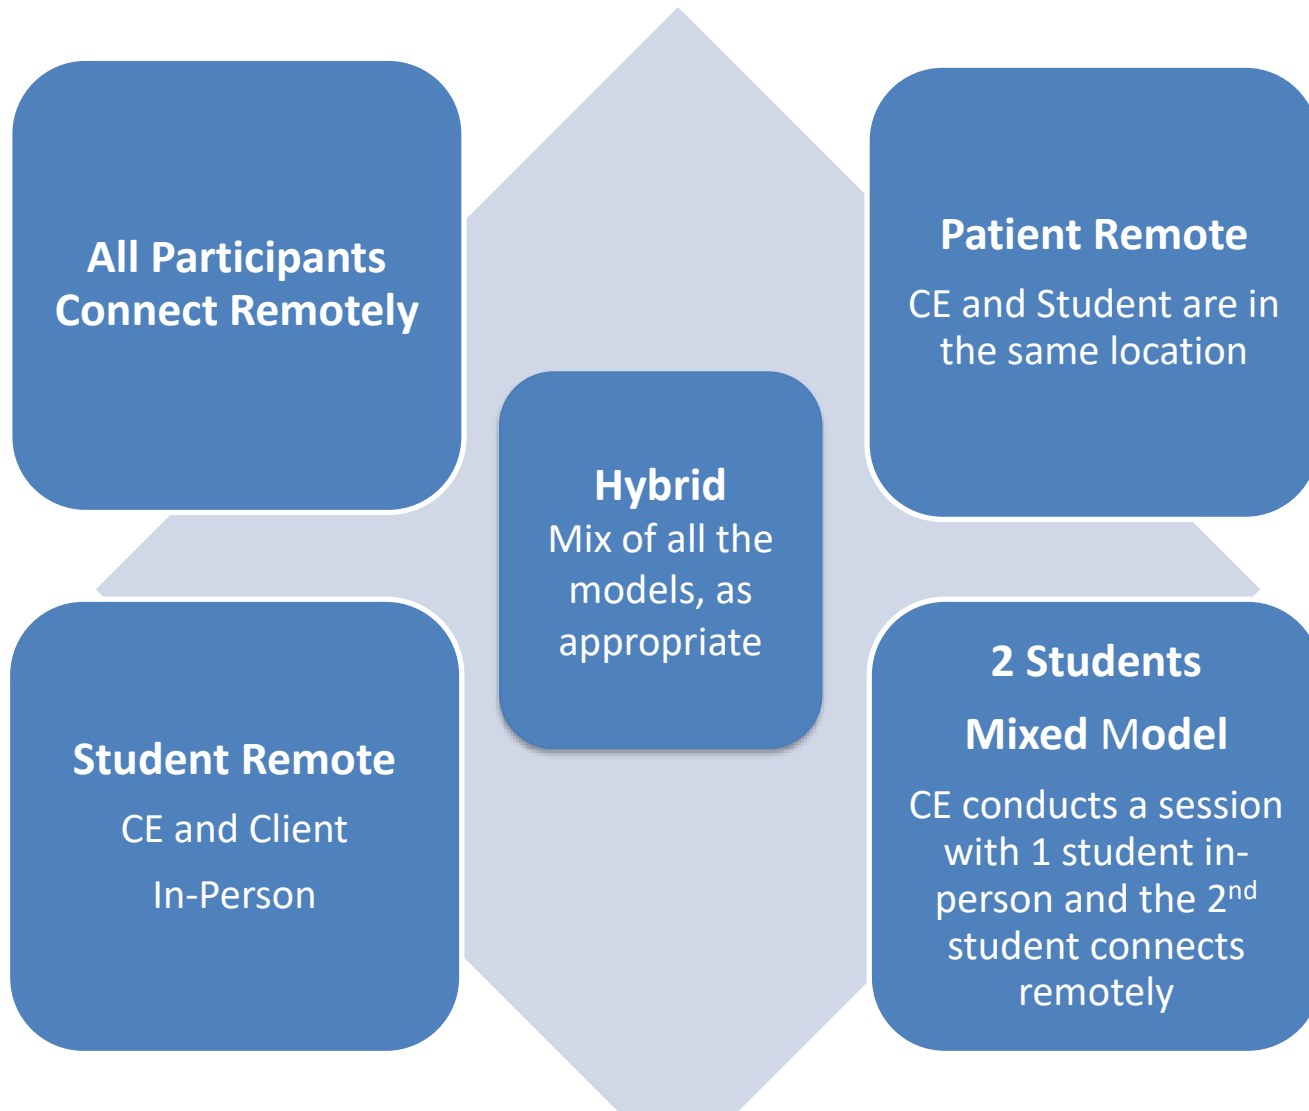 All Participants
Connect Remotely
Patient Remote
CE and Student are in
the same location
Hybrid
Mix of all the
models, as
appropriate
Student Remote
CE and Client
In-Person
2 Students
Mixed Model
CE conducts a session
with 1 student in-
person and the 2nd
student connects
remotely